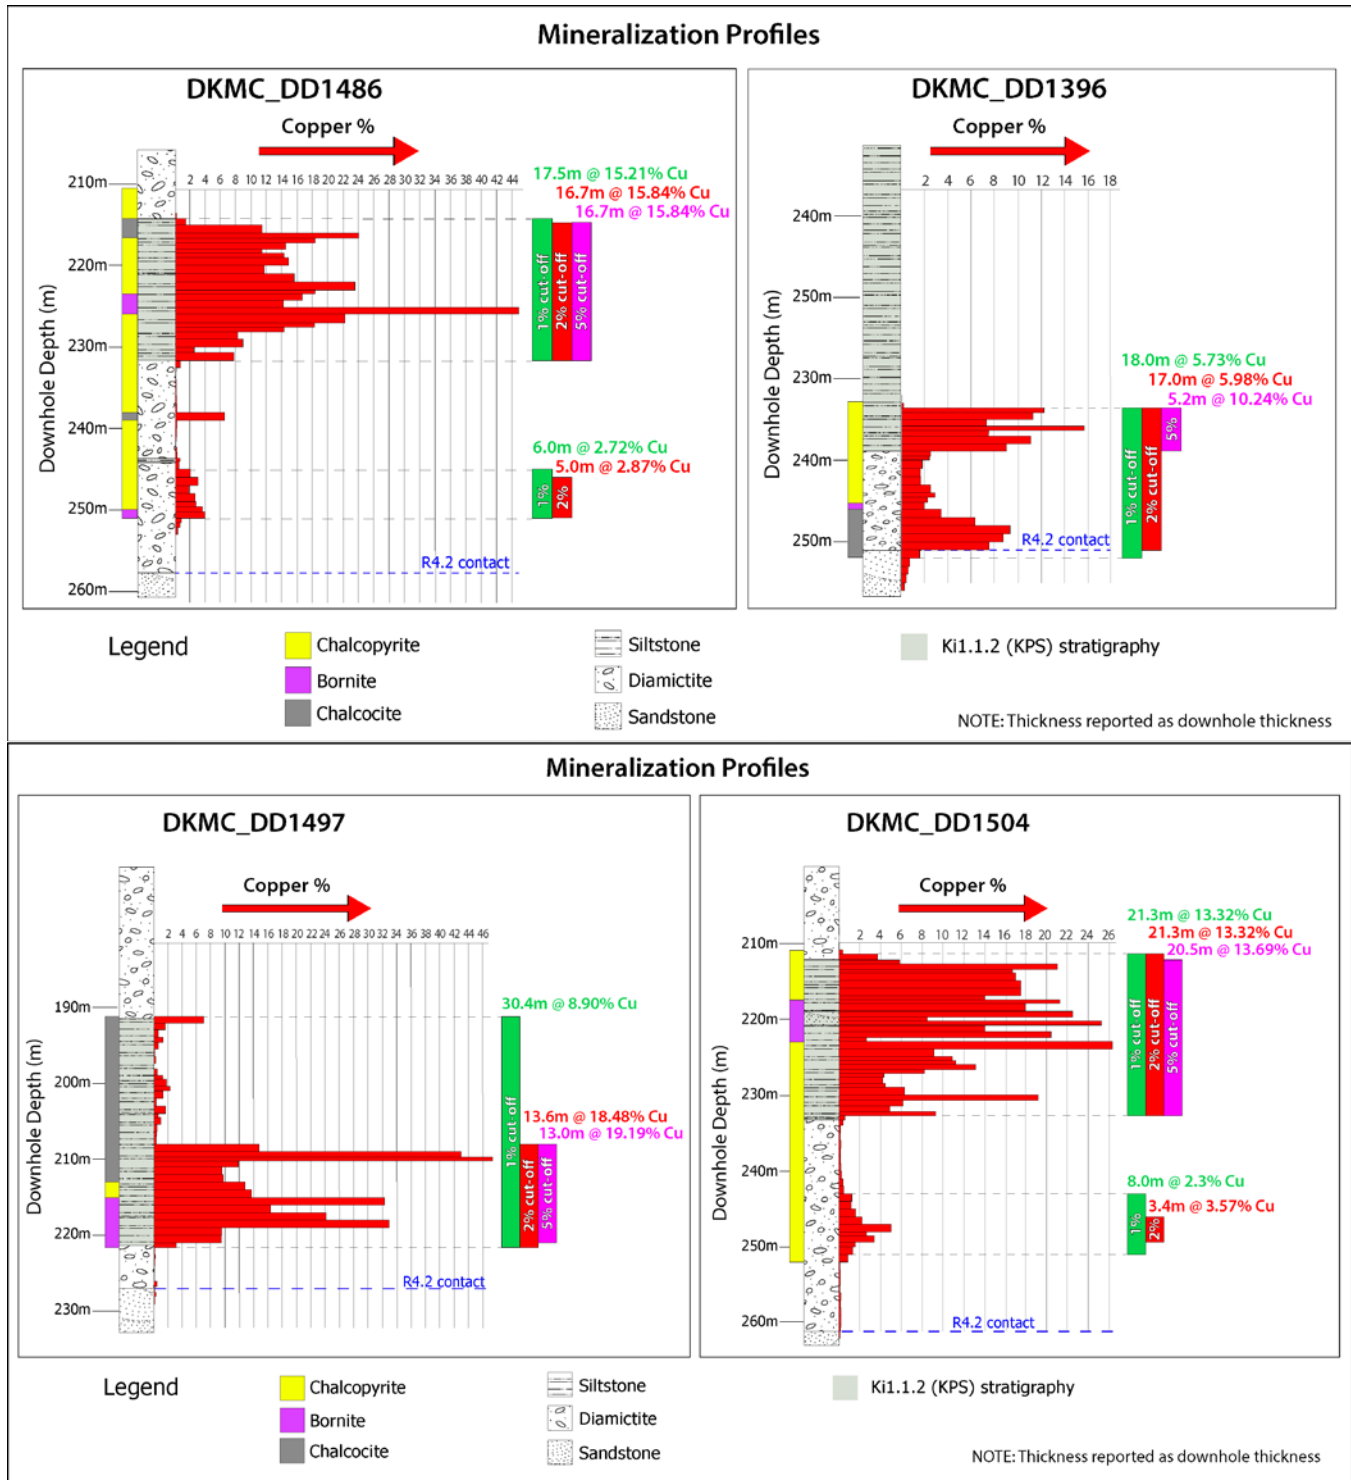 Mineralization Profiles
DKMC_DD1486
Copper %
2 4 6 8 10 12 14 16 18 20 22 24 26 28 30 32 34 36 38 40 42 44
17.5m @ 15.21% Cu
16.7m @ 15.84% Cu
16.7m @ 15.84% Cu
Downhole Depth (m)
210m
220m
230m
240m
250m
260m
1% cut-off
2% cut-off
5% cut-off
6.0m @ 2.72% Cu
5.0m @ 2.87% Cu
1%
2%
R4.2 contact
DKMC_DD1396
Copper %
2 4 6 8 10 12 14 16 18
Downhole Depth (m)
240m
250m
230m
240m
250m
18.0m @ 5.73% Cu
17.0m @ 5.98% Cu
5.2m @ 10.24% Cu
1% cut-off
2% cut-off
5%
R4.2 contact
Legend
Chalcopyrite
Bornite
Chalcocite
Siltstone
Diamictite
Sandstone
Ki1.1.2 (KPS) stratigraphy
NOTE: Thickness reported as downhole thickness
Mineralization Profiles
DKMC_DD1497
Copper %
2 4 6 8 10 12 14 16 18 20 22 24 26 28 30 32 34 36 38 40 42 44 46
Downhole Depth (m)
190m
200m
210m
220m
230m
30.4m @ 8.90% Cu
13.6m @ 18.48% Cu
13.0m @ 19.19% Cu
1% cut-off
2% cut-off
5% cut-off
R4.2 contact
DKMC_DD1504
Copper %
2 4 6 8 10 12 14 16 18 20 22 24 26
21.3m @ 13.32% Cu
21.3m @ 13.32% Cu
20.5m @ 13.69% Cu
Downhole Depth (m)
210m
220m
230m
240m
250m
260m
1% cut-off
2% cut-off
5% cut-off
8.0m @ 2.3% Cu
3.4m @ 3.57% Cu
1%
2%
R4.2 contact
Legend
Chalcopyrite
Bornite
Chalcocite
Siltstone
Diamictite
Sandstone
Ki1.1.2 (KPS) stratigraphy
NOTE: Thickness reported as downhole thickness